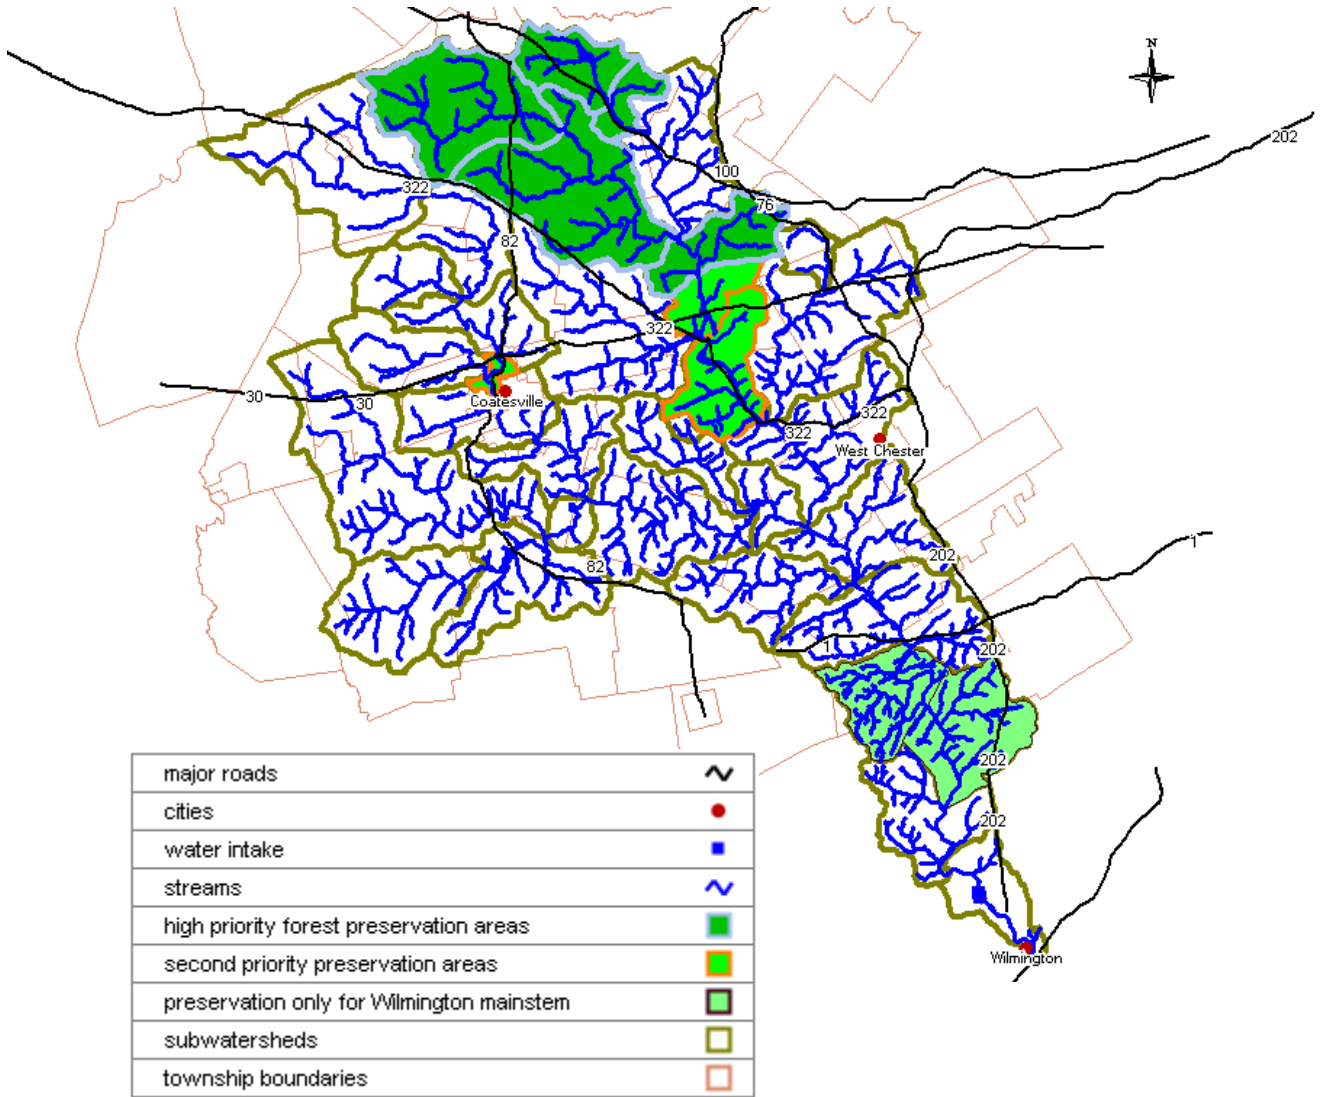 N
202
100
322
76
82
322
30
30
Coatesville
322
322
West Chester
202
1
82
1
202
202
202
Wilmington
major roads
cities
water intake
streams
high priority forest preservation areas
second priority preservation areas
preservation only for Wilmington mainstem
subwatersheds
township boundaries